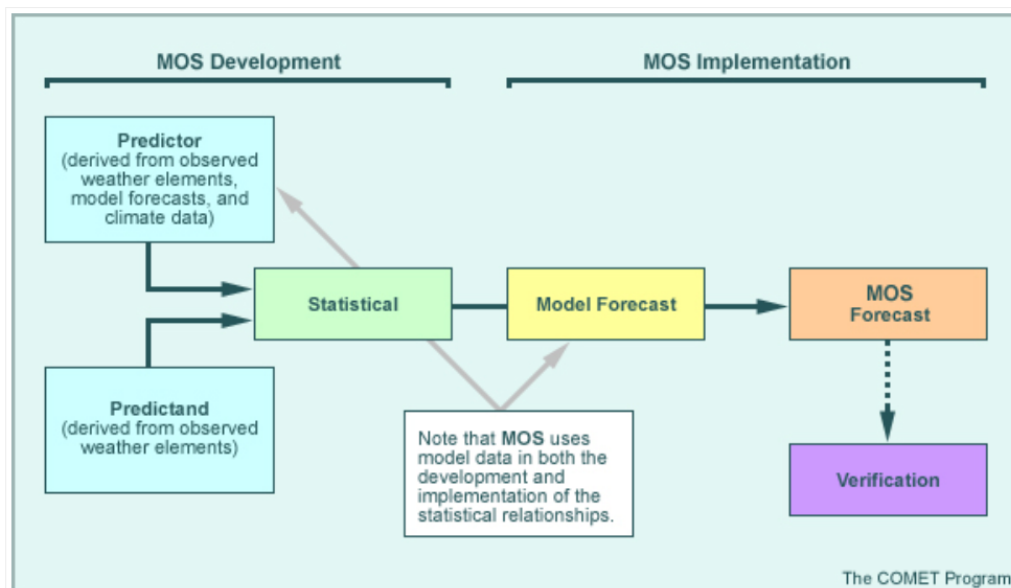 MOS Development
MOS Implementation
Predictor
(derived from observed
weather elements,
model forecasts, and
climate data)
Statistical
Model Forecast
MOS
Forecast
Predictand
(derived from observed
weather elements)
Note that MOS uses
model data in both the
development and
implementation of the
statistical relationships.
Verification
The COMET Program